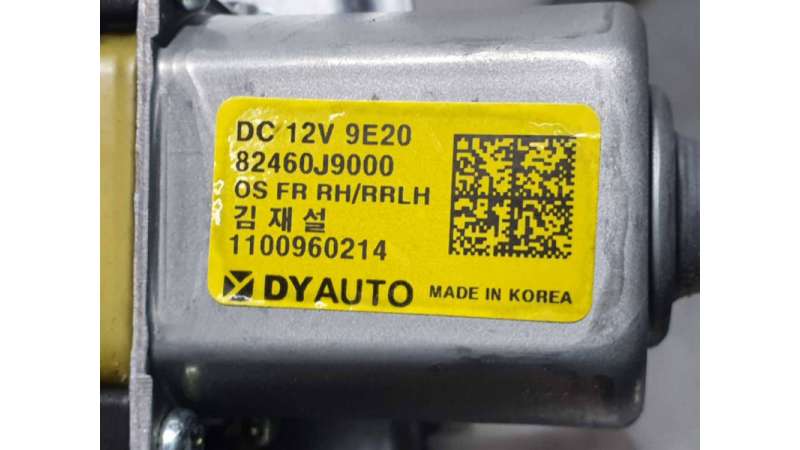 DC 12V 9E20
82460J9000
OS FR RH/RRLH
김재설
1100960214
DYAUTO MADE IN KOREA